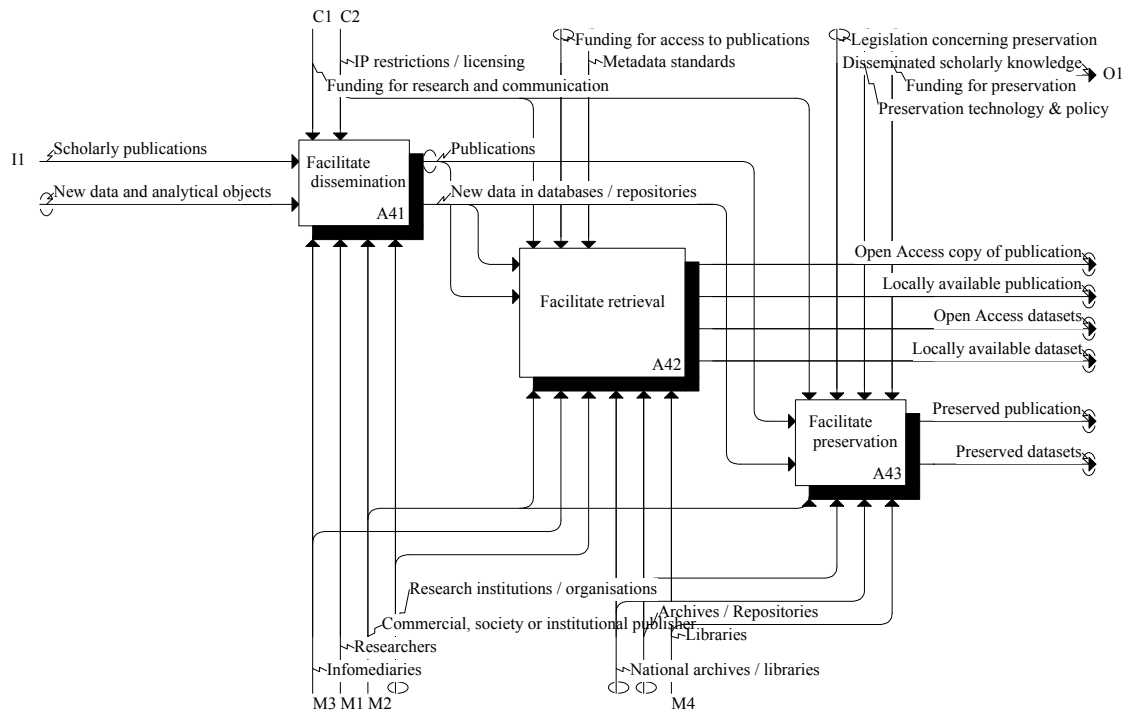 C1 C2
Funding for access to publications
Legislation concerning preservation
IP restrictions / licensing
Metadata standards
Disseminated scholarly knowledge
O1
Funding for research and communication
Funding for preservation
Preservation technology & policy
I1
Scholarly publications
Facilitate
dissemination
A41
Publications
New data and analytical objects
New data in databases / repositories
Open Access copy of publication
Facilitate retrieval
A42
Locally available publication
Open Access datasets
Locally available dataset
Facilitate
preservation
A43
Preserved publication
Preserved datasets
Research institutions / organisations
Archives / Repositories
Commercial, society or institutional publisher
Libraries
Researchers
Infomediaries
National archives / libraries
M3 M1 M2
M4